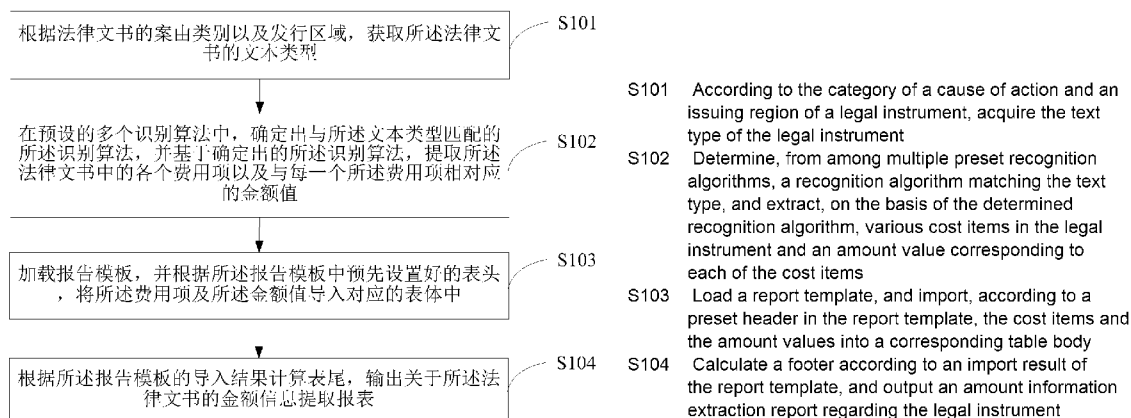 根据法律文书的案由类别以及发行区域，获取所述法律文
书的文本类型
S101
在预设的多个识别算法中，确定出与所述文本类型匹配的
所述识别算法，并基于确定出的所述识别算法，提取所述
法律文书中的各个费用项以及与每一个所述费用项相对应
的金额值
S102
加载报告模板，并根据所述报告模板中预先设置好的表头
，将所述费用项及所述金额值导入对应的表体中
S103
根据所述报告模板的导入结果计算表尾，输出关于所述法
律文书的金额信息提取报表
S104
S101 According to the category of a cause of action and an
issuing region of a legal instrument, acquire the text
type of the legal instrument
S102 Determine, from among multiple preset recognition
algorithms, a recognition algorithm matching the text
type, and extract, on the basis of the determined
recognition algorithm, various cost items in the legal
instrument and an amount value corresponding to
each of the cost items
S103 Load a report template, and import, according to a
preset header in the report template, the cost items and
the amount values into a corresponding table body
S104 Calculate a footer according to an import result of
the report template, and output an amount information
extraction report regarding the legal instrument